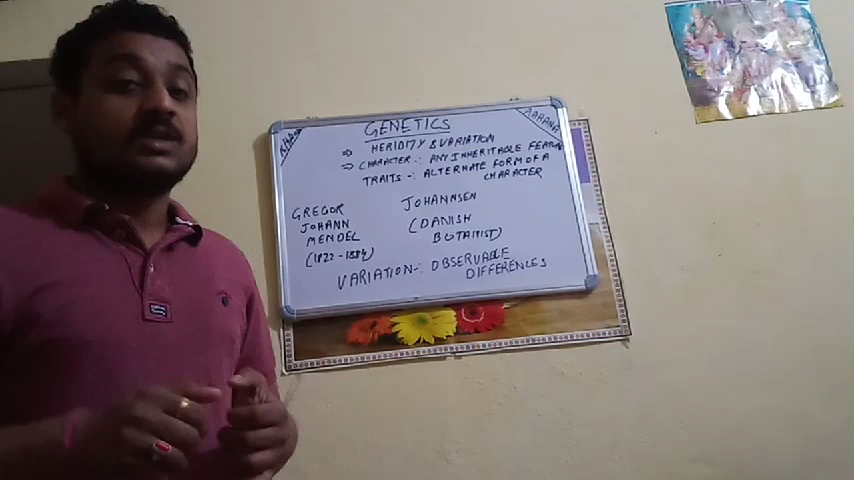 GENETICS
⇒ HERIDITY & VARIATION
⇒ CHARACTER -: ANY INHERITABLE FEATURE
TRAITS -: ALTERNATE FORM OF A
CHARACTER
GREGOR
JOHANN
MENDEL
(1822 - 1884)
JOHANNSEN
(DANISH
BOTANIST)
VARIATION -: OBSERVABLE
DIFFERENCES